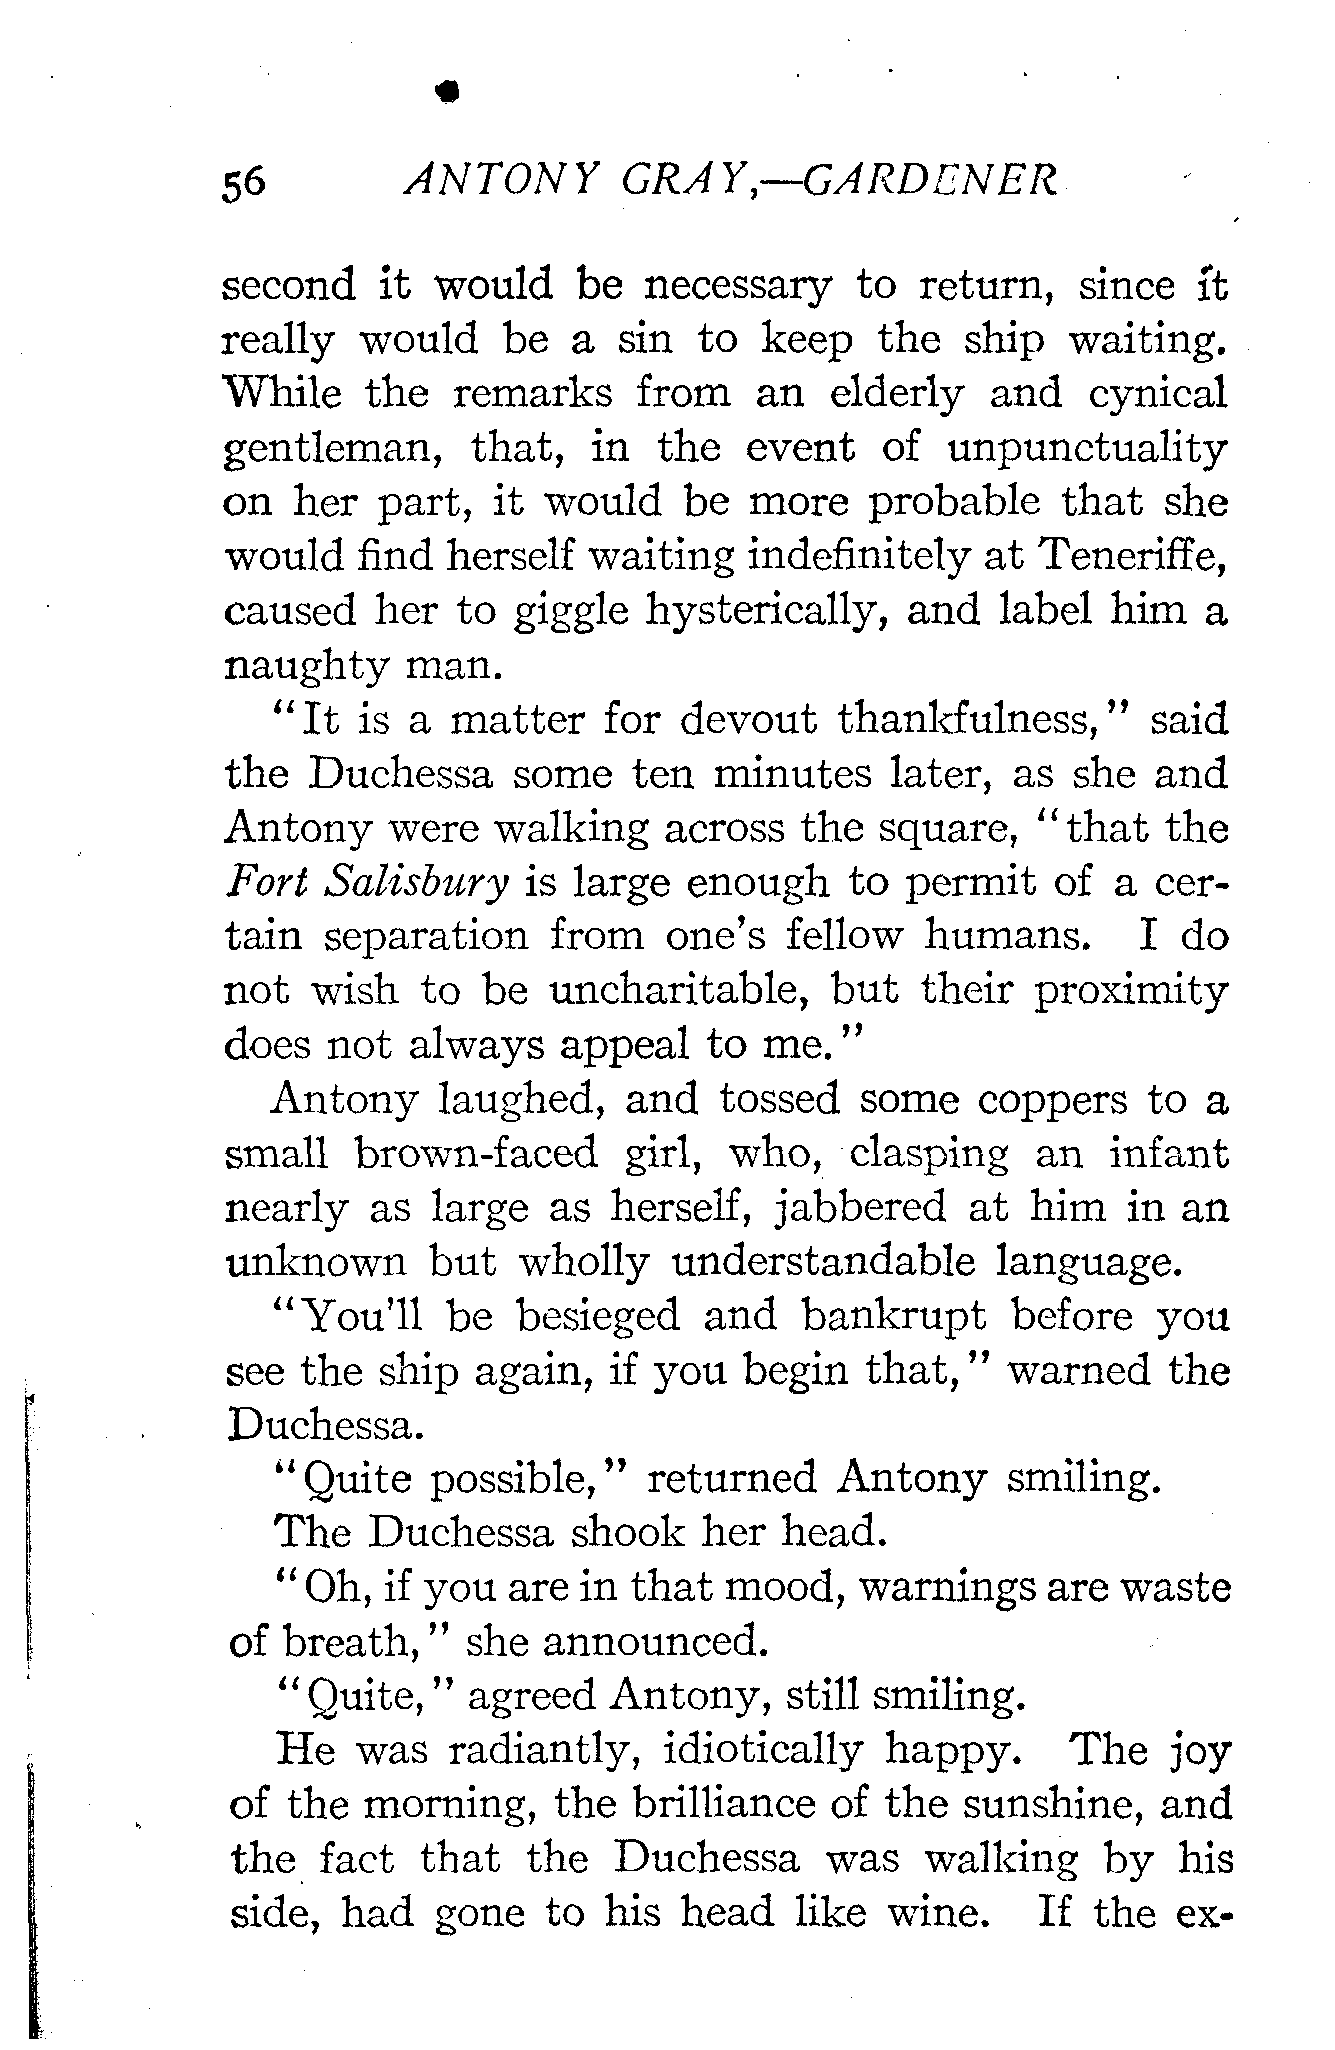 56 ANTONY GRAY,—GARDENER
second it would be necessary to return, since it
really would be a sin to keep the ship waiting.
While the remarks from an elderly and cynical
gentleman, that, in the event of unpunctuality
on her part, it would be more probable that she
would find herself waiting indefinitely at Teneriffe,
caused her to giggle hysterically, and label him a
naughty man.
"It is a matter for devout thankfulness," said
the Duchessa some ten minutes later, as she and
Antony were walking across the square, "that the
Fort Salisbury is large enough to permit of a cer-
tain separation from one's fellow humans. I do
not wish to be uncharitable, but their proximity
does not always appeal to me."
Antony laughed, and tossed some coppers to a
small brown-faced girl, who, clasping an infant
nearly as large as herself, jabbered at him in an
unknown but wholly understandable language.
"You'll be besieged and bankrupt before you
see the ship again, if you begin that," warned the
Duchessa.
"Quite possible," returned Antony smiling.
The Duchessa shook her head.
"Oh, if you are in that mood, warnings are waste
of breath," she announced.
"Quite," agreed Antony, still smiling.
He was radiantly, idiotically happy. The joy
of the morning, the brilliance of the sunshine, and
the fact that the Duchessa was walking by his
side, had gone to his head like wine. If the ex-